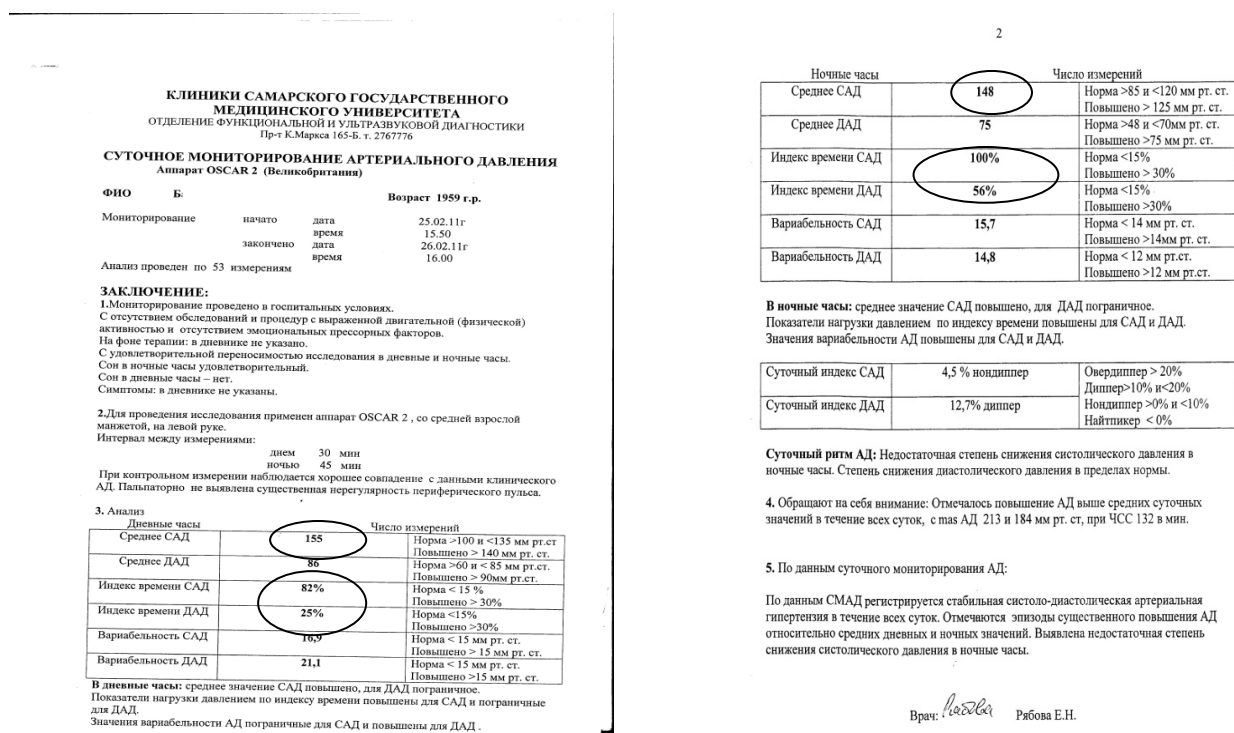 КЛИНИКИ САМАРСКОГО ГОСУДАРСТВЕННОГО
МЕДИЦИНСКОГО УНИВЕРСИТЕТА
ОТДЕЛЕНИЕ ФУНКЦИОНАЛЬНОЙ И УЛЬТРАЗВУКОВОЙ ДИАГНОСТИКИ
Пр-т К.Маркса 165-Б. т. 2767776
СУТОЧНОЕ МОНИТОРИРОВАНИЕ АРТЕРИАЛЬНОГО ДАВЛЕНИЯ
Аппарат OSCAR 2 (Великобритания)
ФИО Б Возраст 1959 г.р.
Мониторирование начато дата 25.02.11г
время 15.50
закончено дата 26.02.11г
время 16.00
Анализ проведен по 53 измерениям
ЗАКЛЮЧЕНИЕ:
1.Мониторирование проведено в госпитальных условиях.
С отсутствием обследований и процедур с выраженной двигательной (физической)
активностью и отсутствием эмоциональных прессорных факторов.
На фоне терапии: в дневнике не указано.
С удовлетворительной переносимостью исследования в дневные и ночные часы.
Сон в ночные часы удовлетворительный.
Сон в дневные часы – нет.
Симптомы: в дневнике не указаны.
2.Для проведения исследования применен аппарат OSCAR 2 , со средней взрослой
манжетой, на левой руке.
Интервал между измерениями:
днем 30 мин
ночью 45 мин
При контрольном измерении наблюдается хорошее совпадение с данными клинического
АД. Пальпаторно не выявлена существенная нерегулярность периферического пульса.
3. Анализ
Дневные часы Число измерений
Среднее САД 155 Норма >100 и <135 мм рт.ст
Повышено > 140 мм рт. ст.
Среднее ДАД 86 Норма >60 и < 85 мм рт.ст.
Повышено > 90мм рт.ст.
Индекс времени САД 82% Норма < 15 %
Повышено > 30%
Индекс времени ДАД 25% Норма <15%
Повышено >30%
Вариабельность САД 16,9 Норма < 15 мм рт. ст.
Повышено > 15 мм рт. ст.
Вариабельность ДАД 21,1 Норма < 15 мм рт. ст.
Повышено >15 мм рт. ст.
В дневные часы: среднее значение САД повышено, для ДАД пограничное.
Показатели нагрузки давлением по индексу времени повышены для САД и пограничные
для ДАД.
Значения вариабельности АД пограничные для САД и повышены для ДАД .
2
Ночные часы Число измерений
Среднее САД 148 Норма >85 и <120 мм рт. ст.
Повышено > 125 мм рт. ст.
Среднее ДАД 75 Норма >48 и <70мм рт. ст.
Повышено >75 мм рт. ст.
Индекс времени САД 100% Норма <15%
Повышено > 30%
Индекс времени ДАД 56% Норма <15%
Повышено >30%
Вариабельность САД 15,7 Норма < 14 мм рт. ст.
Повышено >14мм рт. ст.
Вариабельность ДАД 14,8 Норма < 12 мм рт.ст.
Повышено >12 мм рт.ст.
В ночные часы: среднее значение САД повышено, для ДАД пограничное.
Показатели нагрузки давлением по индексу времени повышены для САД и ДАД.
Значения вариабельности АД повышены для САД и ДАД.
Суточный индекс САД 4,5 % нондиппер Овердиппер > 20%
Диппер>10% и<20%
Суточный индекс ДАД 12,7% диппер Нондиппер >0% и <10%
Найтпикер < 0%
Суточный ритм АД: Недостаточная степень снижения систолического давления в
ночные часы. Степень снижения диастолического давления в пределах нормы.
4. Обращают на себя внимание: Отмечалось повышение АД выше средних суточных
значений в течение всех суток, с mas АД 213 и 184 мм рт. ст, при ЧСС 132 в мин.
5. По данным суточного мониторирования АД:
По данным СМАД регистрируется стабильная систоло-диастолическая артериальная
гипертензия в течение всех суток. Отмечаются эпизоды существенного повышения АД
относительно средних дневных и ночных значений. Выявлена недостаточная степень
снижения систолического давления в ночные часы.
Врач: Рябова Е.Н.